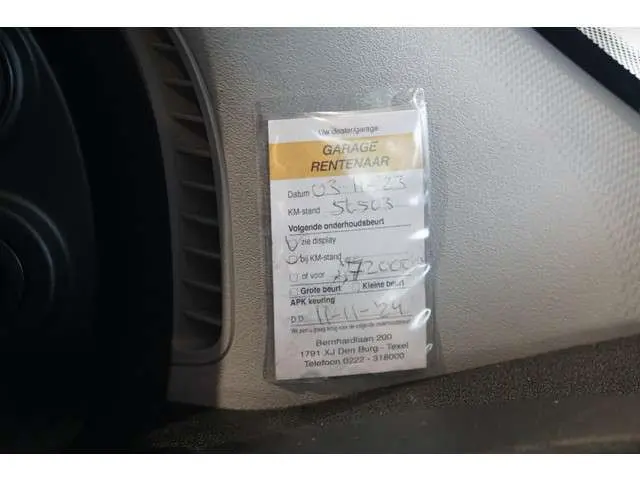 Uw dealer/garage
GARAGE
RENTENAAR
Datum 03-11-'23
KM-stand
Volgende onderhoudsbeurt
zie display
bij KM-stand 72000
of voor
Grote beurt Kleine beurt
APK keuring
D.D. 11-11-'24
Bernhardlaan 200
1791 XJ Den Burg - Texel
Telefoon 0222 - 318000